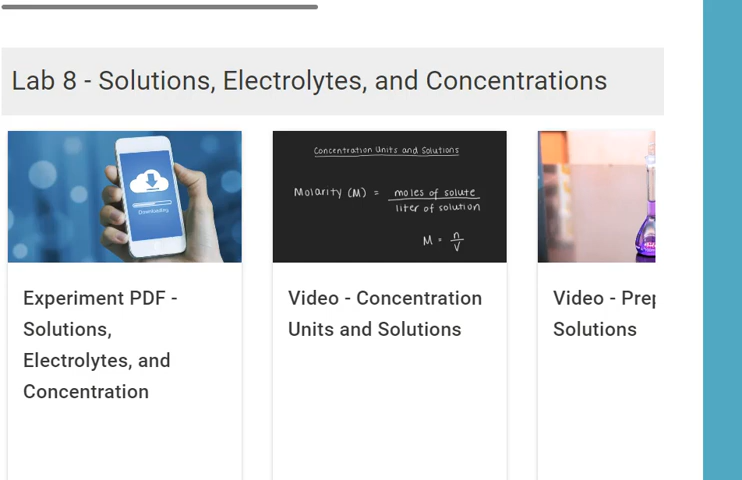 Lab 8 - Solutions, Electrolytes, and Concentrations
Downloading
Concentration Units and Solutions
Molarity (M) = moles of solute
liter of solution
M = n
V
Experiment PDF -
Solutions,
Electrolytes, and
Concentration
Video - Concentration
Units and Solutions
Video - Prep
Solutions